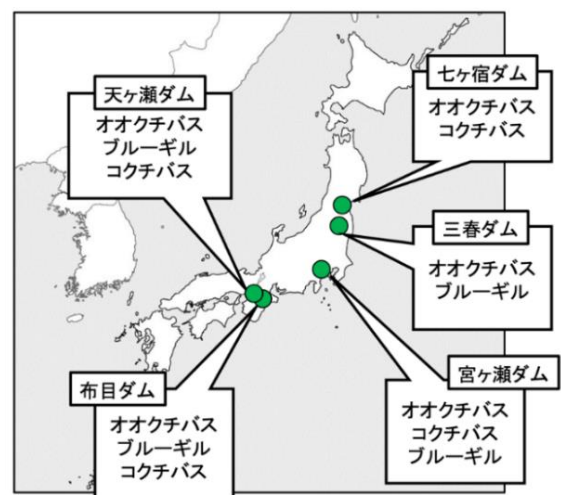 天ヶ瀬ダム
オオクチバス
ブルーギル
コクチバス
七ヶ宿ダム
オオクチバス
コクチバス
三春ダム
オオクチバス
ブルーギル
宮ヶ瀬ダム
オオクチバス
コクチバス
ブルーギル
布目ダム
オオクチバス
ブルーギル
コクチバス